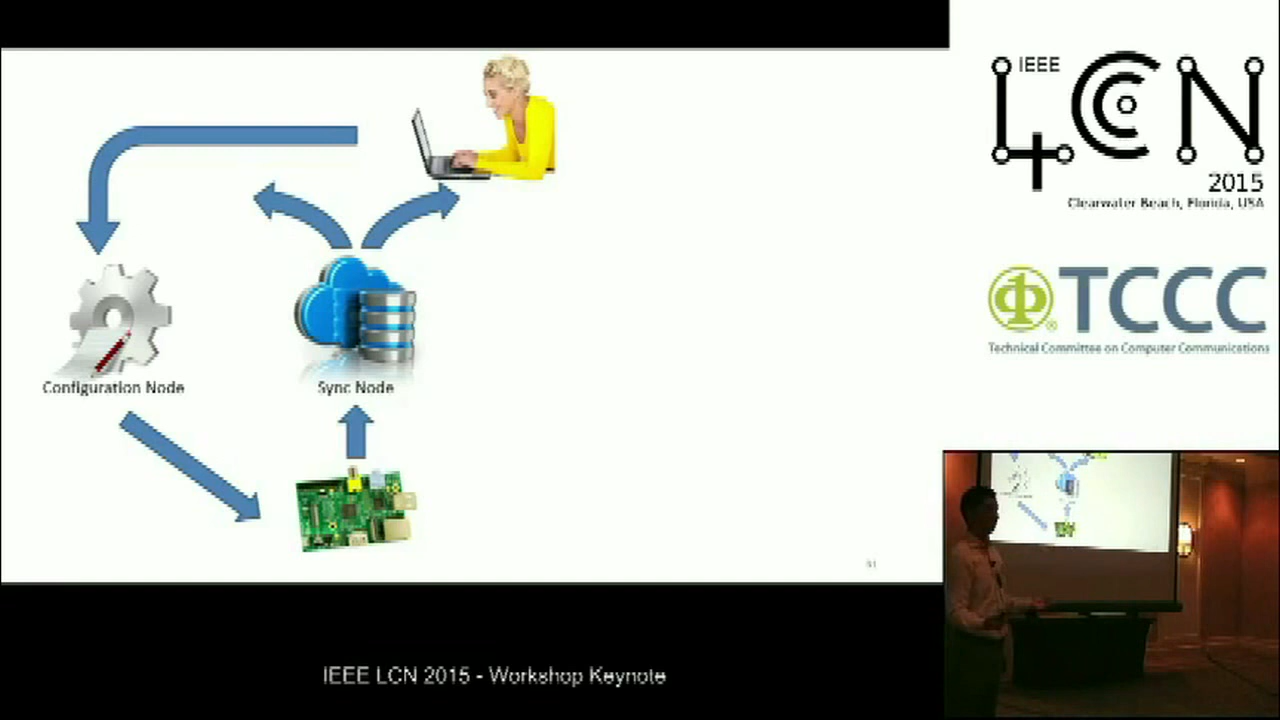 Configuration Node
Sync Node
IEEE
LCN
2015
Clearwater Beach, Florida, USA
TCCC
Technical Committee on Computer Communications
IEEE LCN 2015 - Workshop Keynote